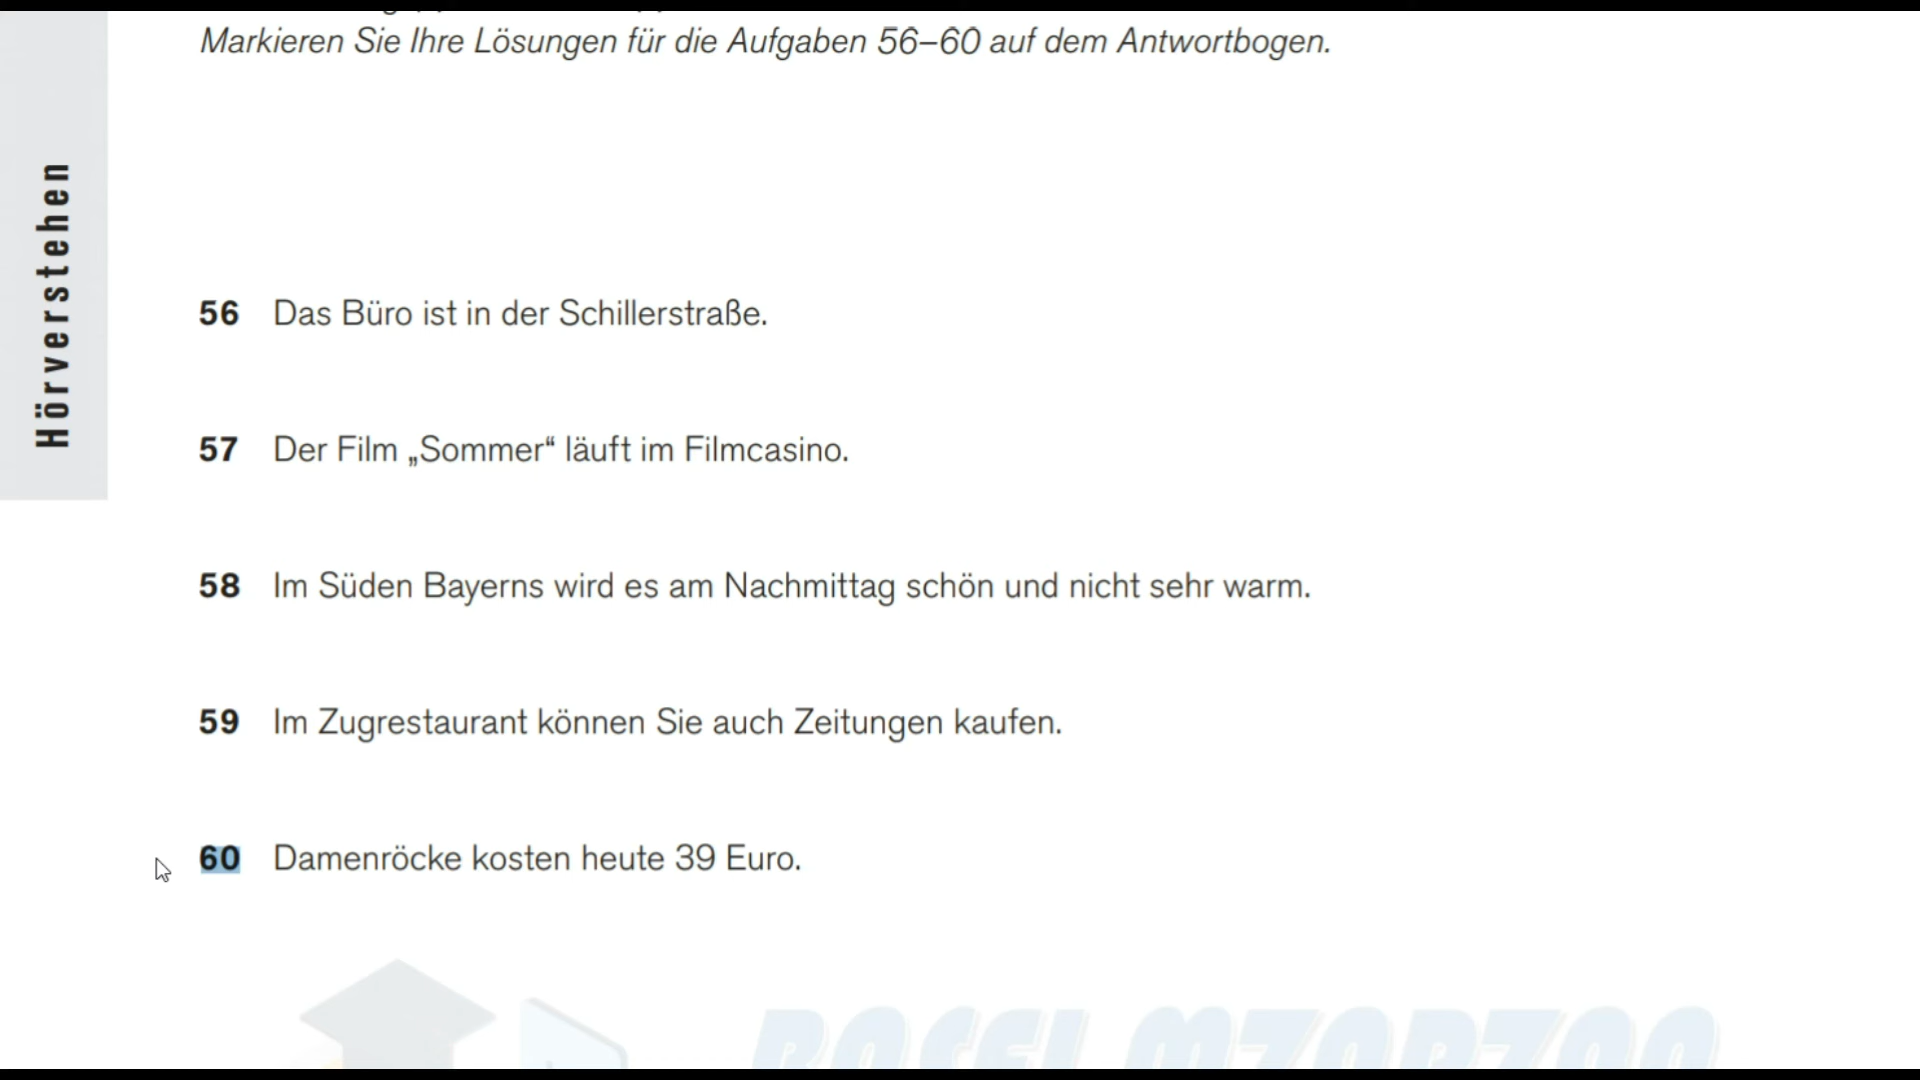 Markieren Sie Ihre Lösungen für die Aufgaben 56–60 auf dem Antwortbogen.
Hörverstehen
56 Das Büro ist in der Schillerstraße.
57 Der Film „Sommer“ läuft im Filmcasino.
58 Im Süden Bayerns wird es am Nachmittag schön und nicht sehr warm.
59 Im Zugrestaurant können Sie auch Zeitungen kaufen.
60 Damenröcke kosten heute 39 Euro.